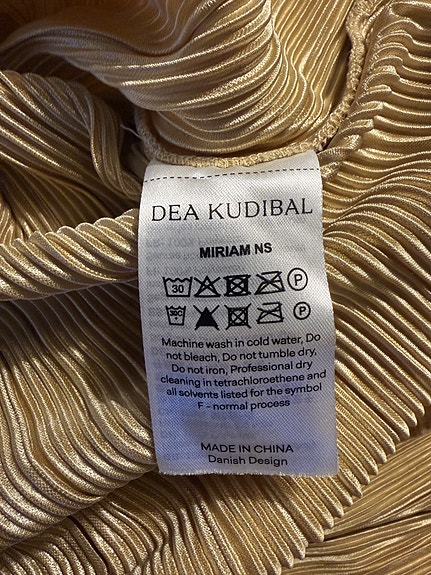 DEA KUDIBAL
MIRIAM NS
30 P
30C P
Machine wash in cold water, Do
not bleach, Do not tumble dry,
Do not iron, Professional dry
cleaning in tetrachloroethene and
all solvents listed for the symbol
F - normal process
MADE IN CHINA
Danish Design